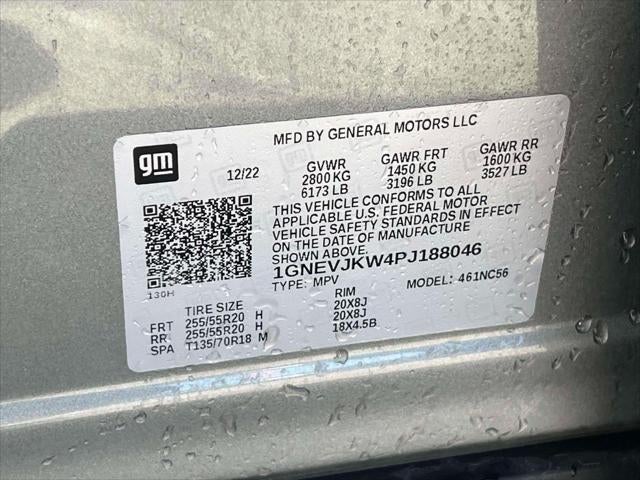 MFD BY GENERAL MOTORS LLC
gm
12/22 GVWR GAWR FRT GAWR RR
2800 KG 1450 KG 1600 KG
6173 LB 3196 LB 3527 LB
THIS VEHICLE CONFORMS TO ALL
APPLICABLE U.S. FEDERAL MOTOR
VEHICLE SAFETY STANDARDS IN EFFECT
ON THE DATE OF MANUFACTURE
SHOWN ABOVE.
1GNEVJKW4PJ188046
TYPE: MPV MODEL: 461NC56
130H
TIRE SIZE RIM
FRT 255/55R20 H 20X8J
RR 255/55R20 H 20X8J
SPA T135/70R18 M 18X4.5B